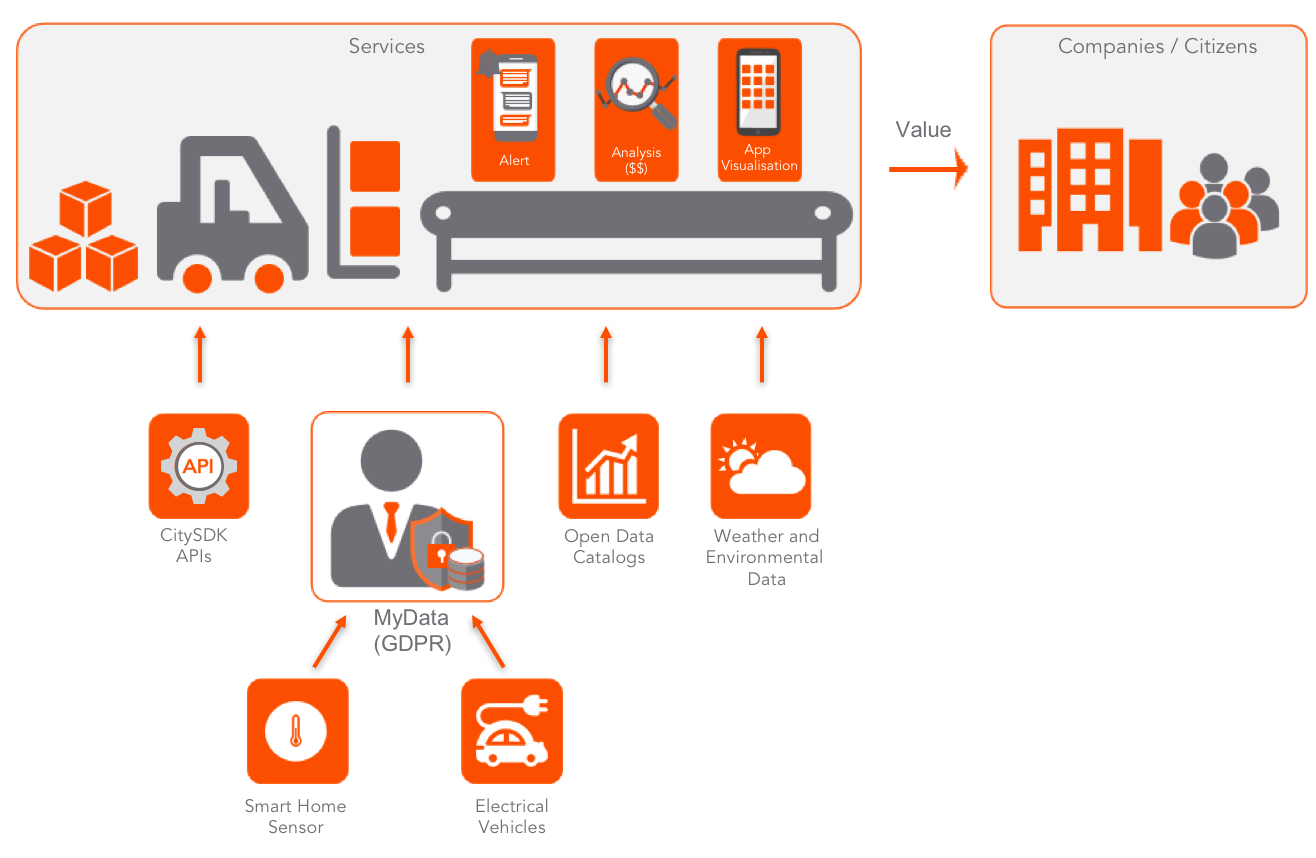 Services
Companies / Citizens
Alert
Analysis
($$)
App
Visualisation
Value
API
CitySDK
APIs
MyData
(GDPR)
Open Data
Catalogs
Weather and
Environmental
Data
Smart Home
Sensor
Electrical
Vehicles